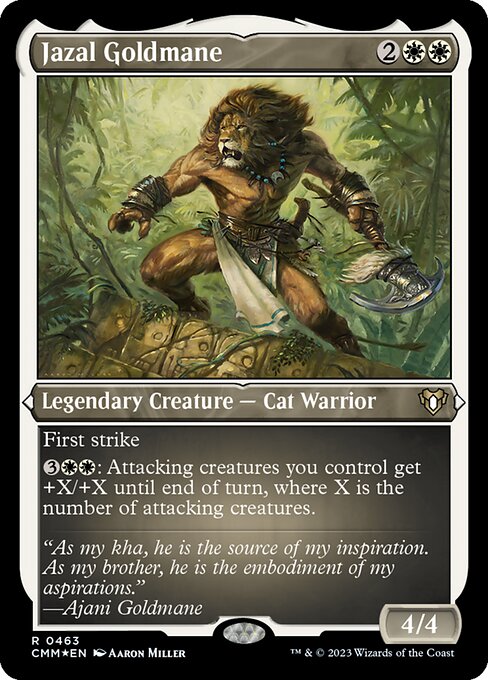 Jazal Goldmane 2
Legendary Creature — Cat Warrior
First strike
3: Attacking creatures you control get
+X/+X until end of turn, where X is the
number of attacking creatures.
“As my kha, he is the source of my inspiration.
As my brother, he is the embodiment of my
aspirations.”
—Ajani Goldmane
4/4
R 0463
CMM★EN Aaron Miller
™ & © 2023 Wizards of the Coast